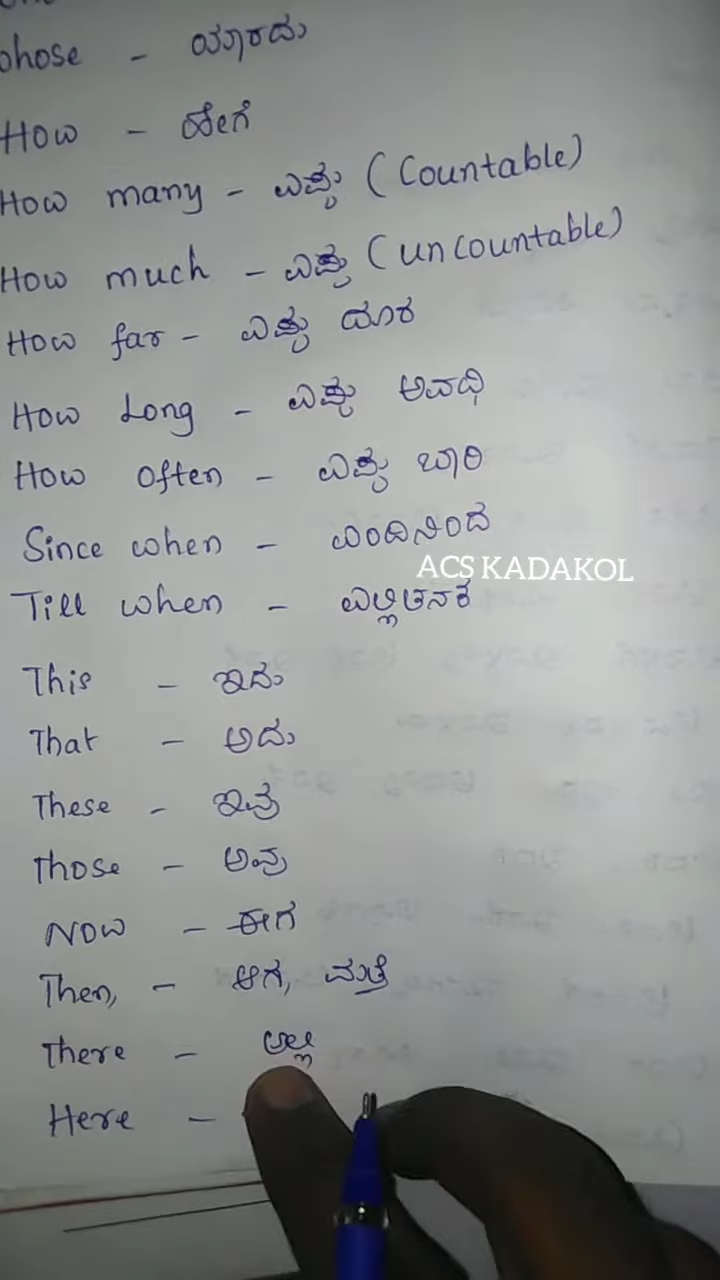 whose - ಯಾರದು
How - ಹೇಗೆ
How many - ಎಷ್ಟು (Countable)
How much - ಎಷ್ಟು (uncountable)
How far - ಎಷ್ಟು ದೂರ
How Long - ಎಷ್ಟು ಅವಧಿ
How often - ಎಷ್ಟು ಬಾರಿ
Since when - ಎಂದಿನಿಂದ
ACS KADAKOL
Till when - ಎಲ್ಲಿತನಕ
This - ಇದು
That - ಅದು
These - ಇವು
Those - ಅವು
Now - ಈಗ
Then, - ಆಗ, ಮತ್ತೆ
There - ಅಲ್ಲಿ
Here -